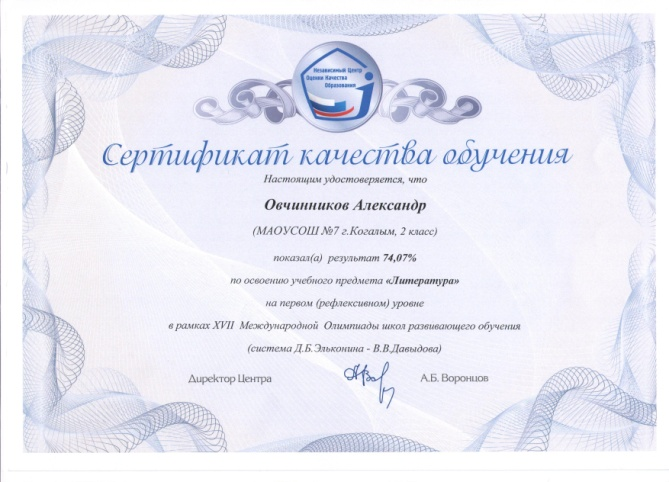 Независимый Центр
Оценки Качества
Образования
Сертификат качества обучения
Настоящим удостоверяется, что
Овчинников Александр
(МАОУСОШ №7 г.Когалым, 2 класс)
показал(а) результат 74,07%
по освоению учебного предмета «Литература»
на первом (рефлексивном) уровне
в рамках XVII Международной Олимпиады школ развивающего обучения
(система Д.Б.Эльконина - В.В.Давыдова)
Директор Центра
А.Б. Воронцов